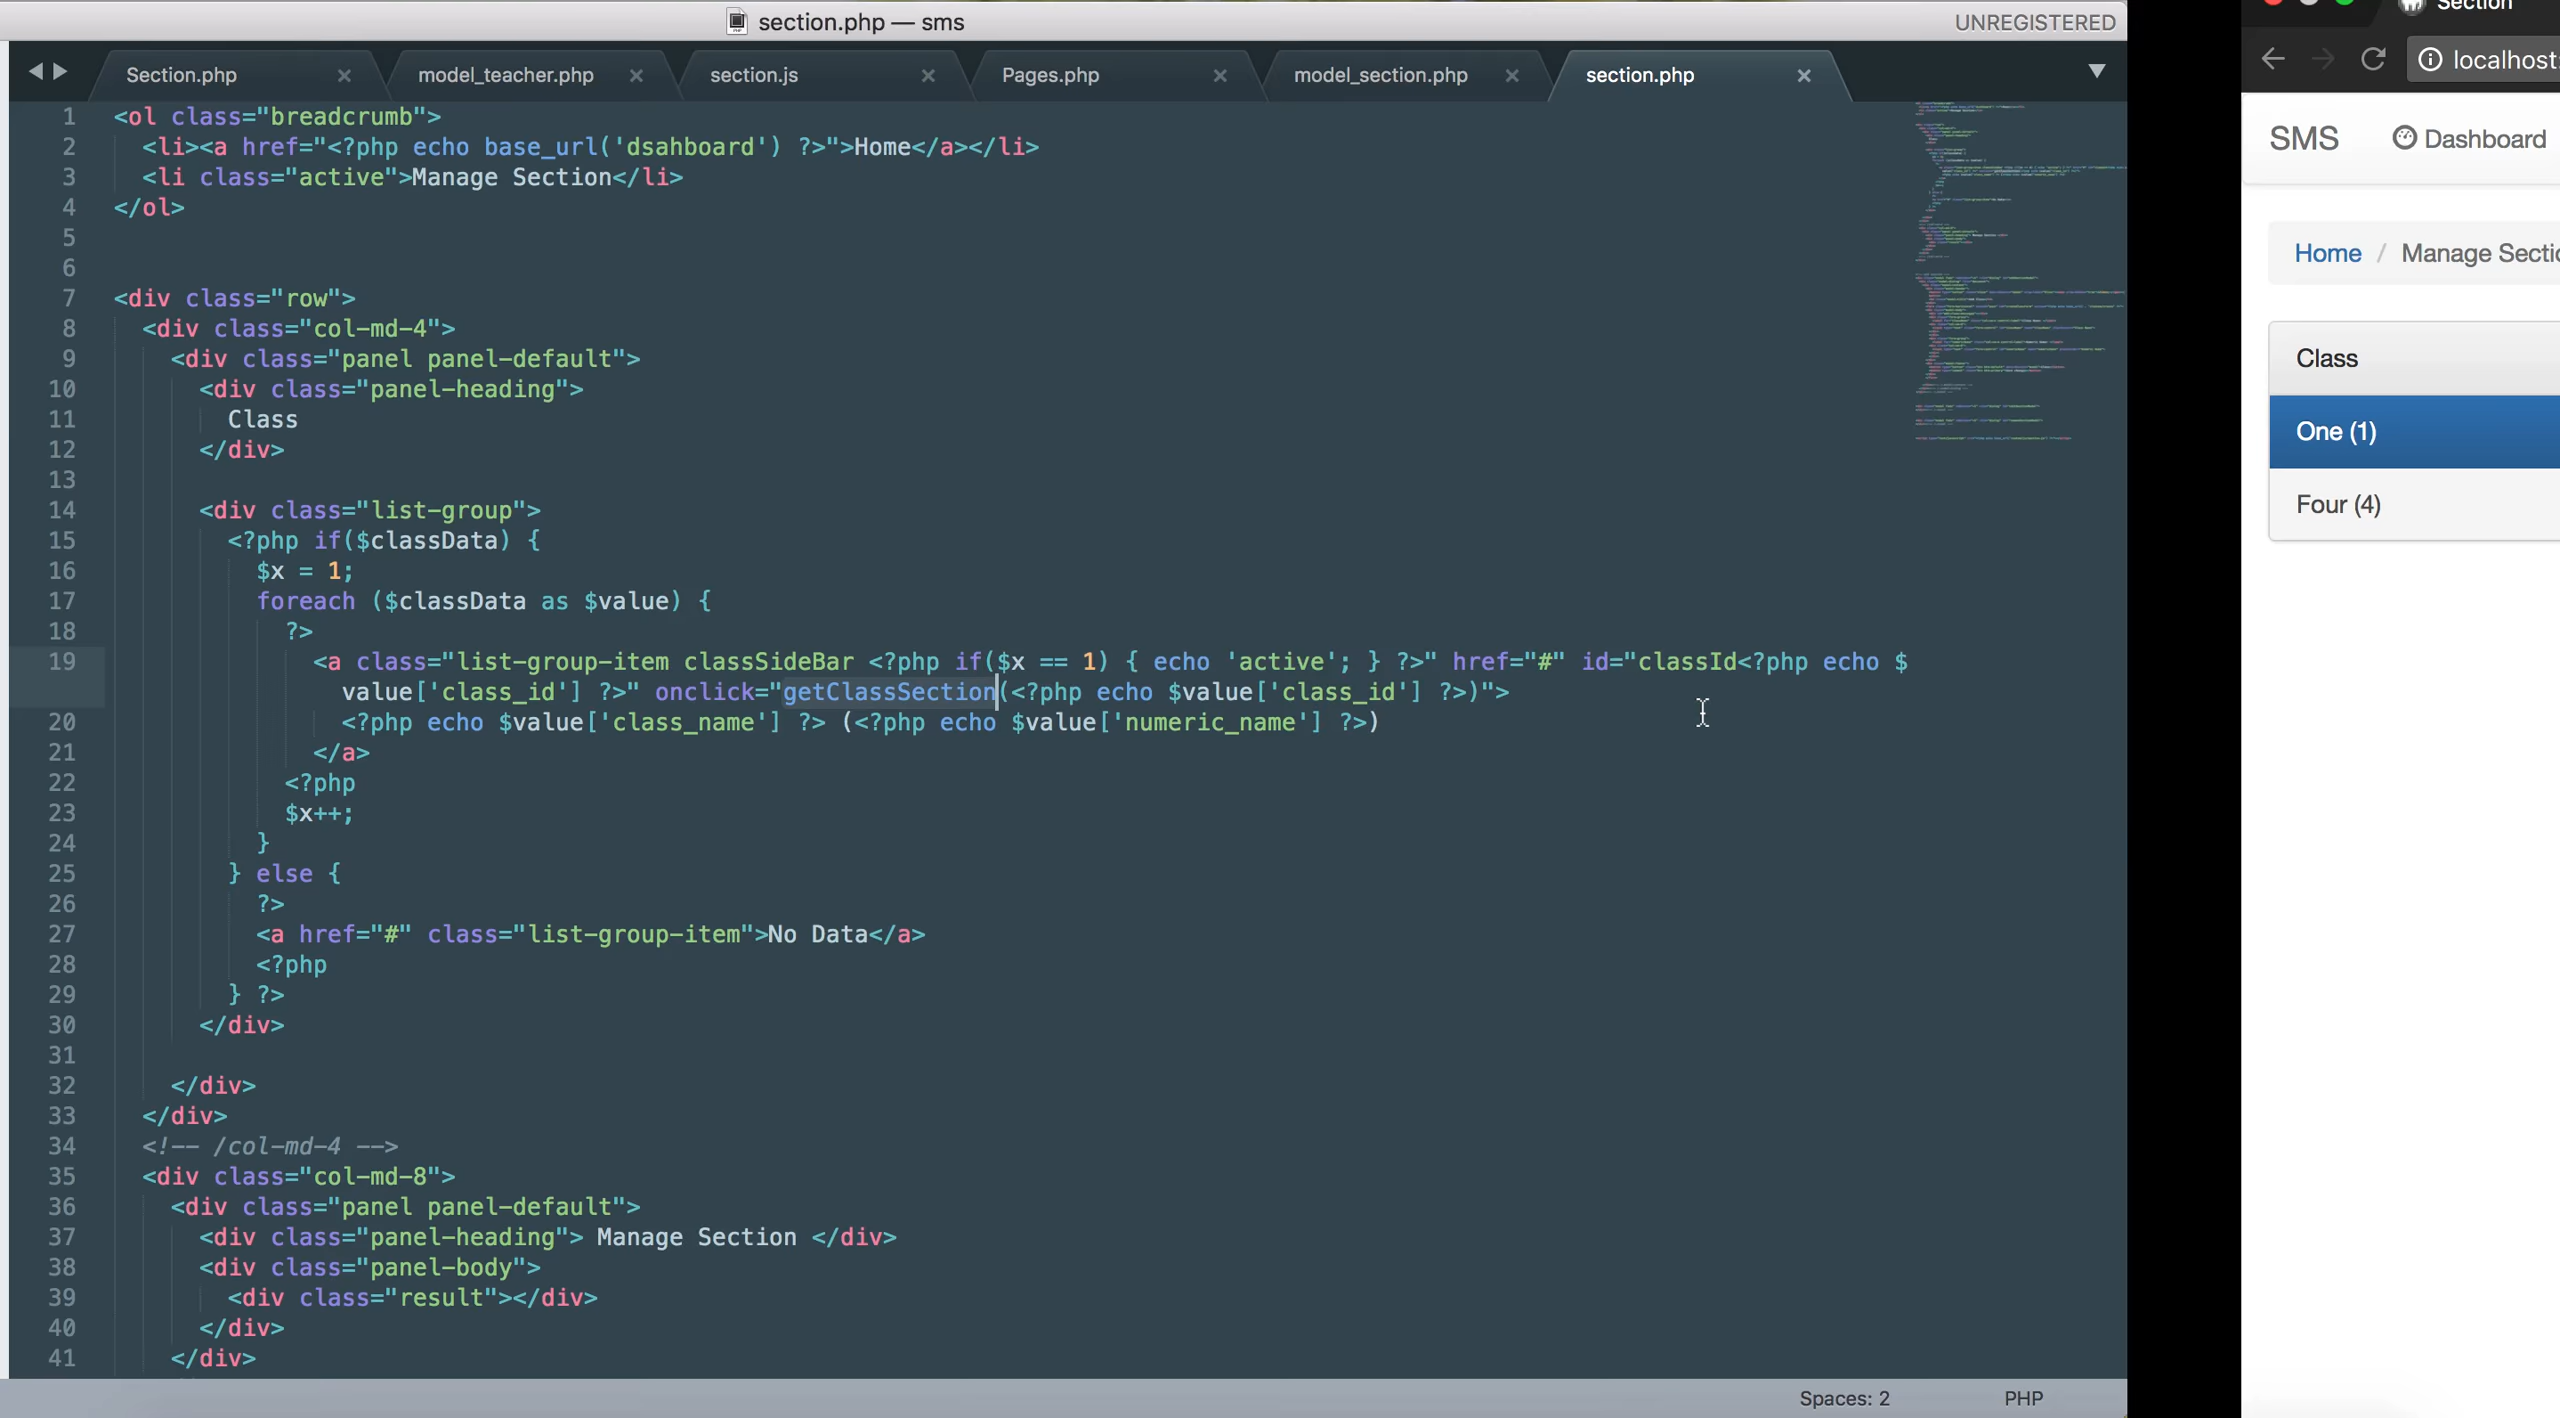 section.php — sms
UNREGISTERED
Section.php
model_teacher.php
section.js
Pages.php
model_section.php
section.php
1 <ol class="breadcrumb">
2 <li><a href="<?php echo base_url('dsahboard') ?>">Home</a></li>
3 <li class="active">Manage Section</li>
4 </ol>
5
6
7 <div class="row">
8 <div class="col-md-4">
9 <div class="panel panel-default">
10 <div class="panel-heading">
11 Class
12 </div>
13
14 <div class="list-group">
15 <?php if($classData) {
16 $x = 1;
17 foreach ($classData as $value) {
18 ?>
19 <a class="list-group-item classSideBar <?php if($x == 1) { echo 'active'; } ?>" href="#" id="classId<?php echo $
value['class_id'] ?>" onclick="getClassSection(<?php echo $value['class_id'] ?>)">
20 <?php echo $value['class_name'] ?> (<?php echo $value['numeric_name'] ?>)
21 </a>
22 <?php
23 $x++;
24 }
25 } else {
26 ?>
27 <a href="#" class="list-group-item">No Data</a>
28 <?php
29 } ?>
30 </div>
31
32 </div>
33 </div>
34 <!-- /col-md-4 -->
35 <div class="col-md-8">
36 <div class="panel panel-default">
37 <div class="panel-heading"> Manage Section </div>
38 <div class="panel-body">
39 <div class="result"></div>
40 </div>
41 </div>
Spaces: 2
PHP
Section
localhost:
SMS
Dashboard
Home / Manage Sectio
Class
One (1)
Four (4)